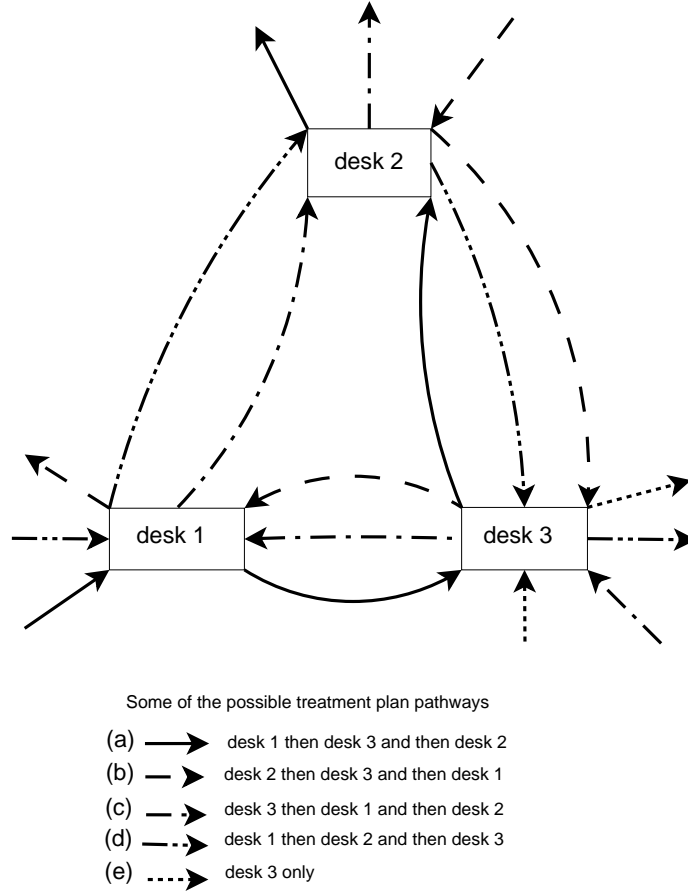 desk 2
desk 1
desk 3
Some of the possible treatment plan pathways
(a) desk 1 then desk 3 and then desk 2
(b) desk 2 then desk 3 and then desk 1
(c) desk 3 then desk 1 and then desk 2
(d) desk 1 then desk 2 and then desk 3
(e) desk 3 only